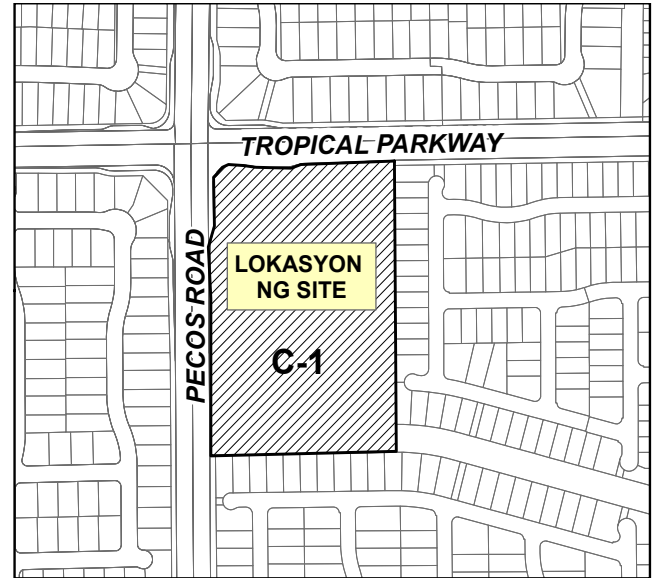 TROPICAL PARKWAY
PECOS ROAD
LOKASYON
NG SITE
C-1